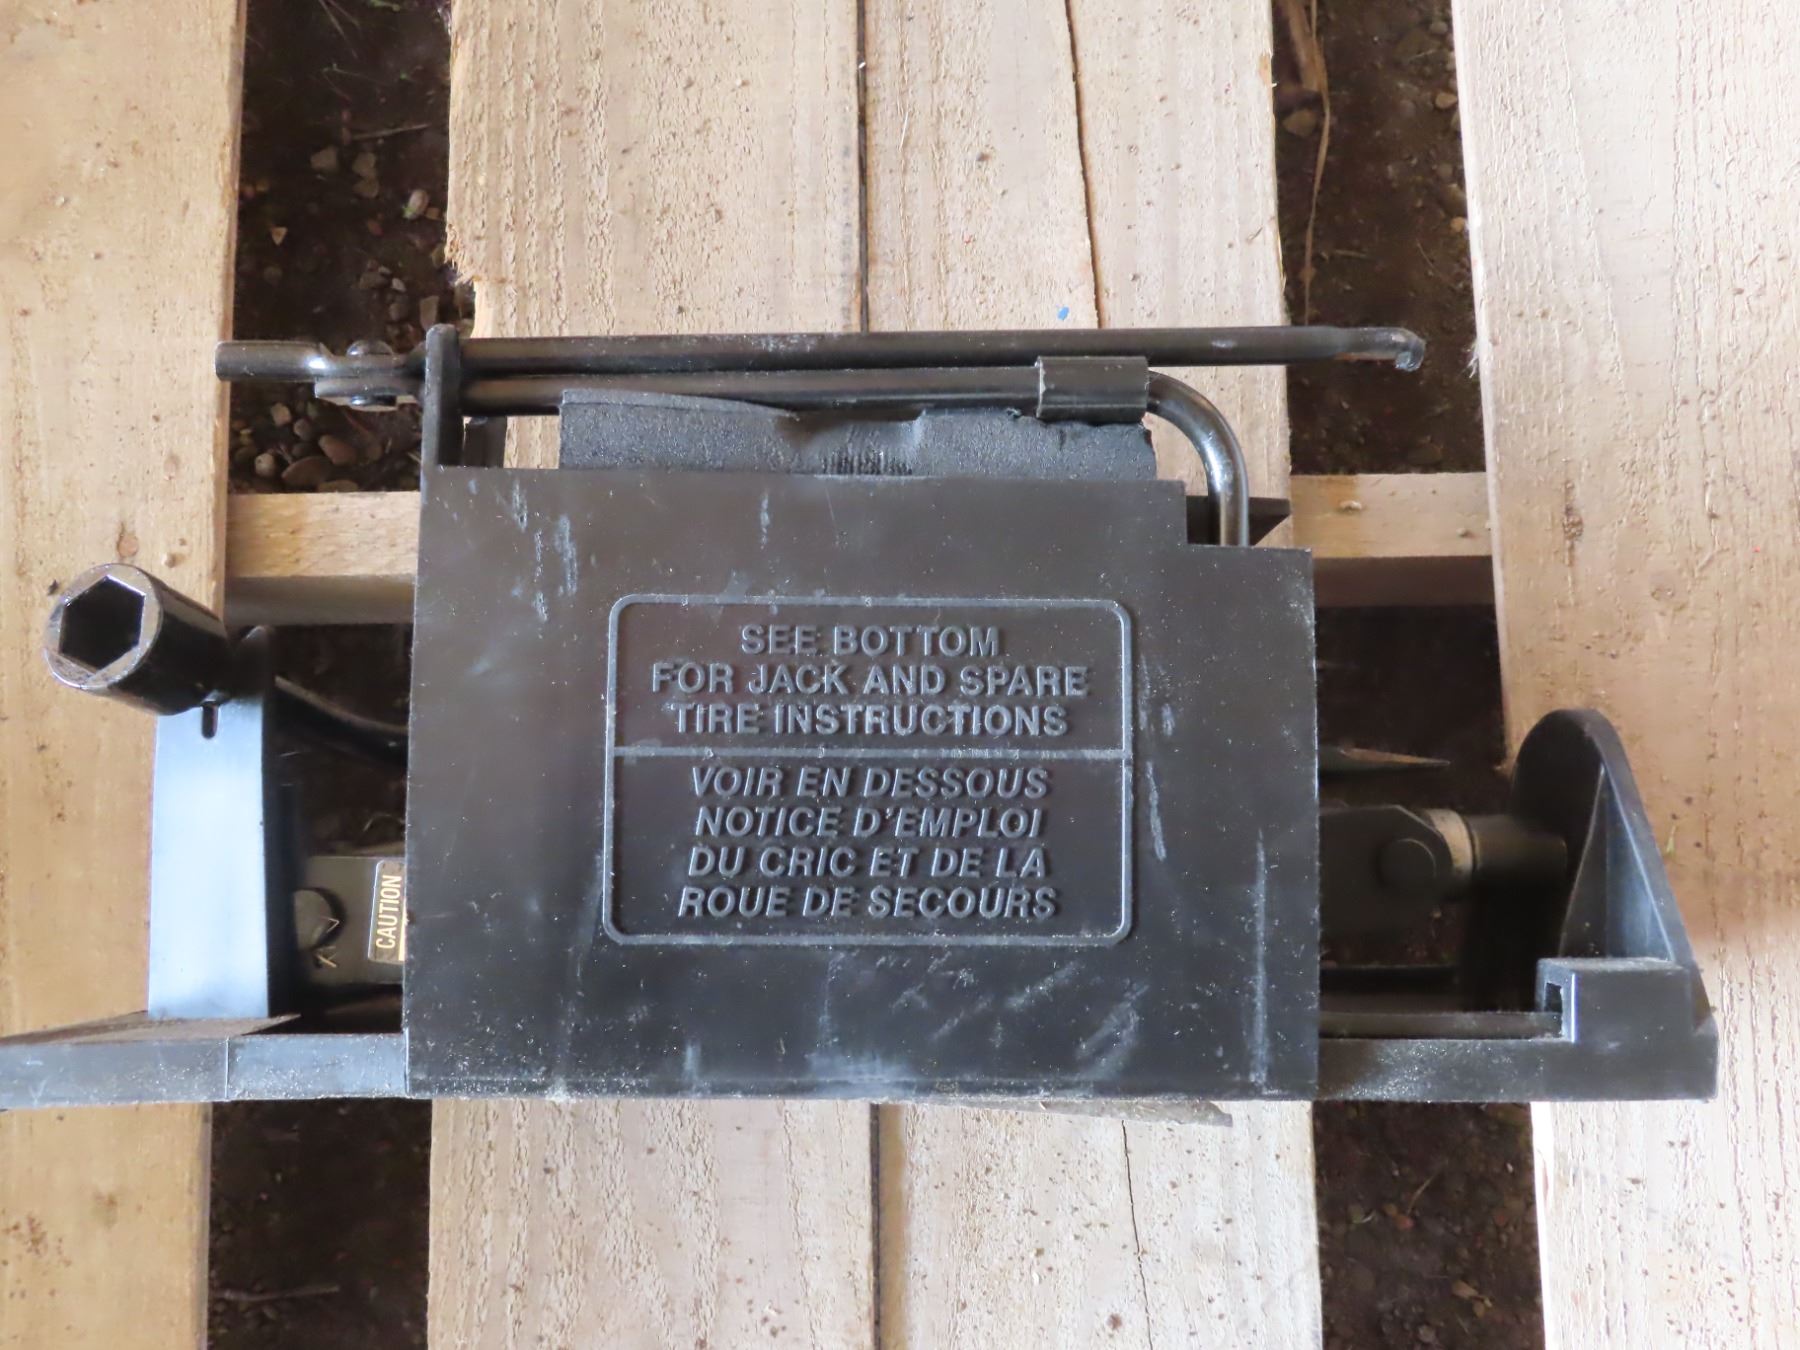 SEE BOTTOM
FOR JACK AND SPARE
TIRE INSTRUCTIONS
VOIR EN DESSOUS
NOTICE D'EMPLOI
DU CRIC ET DE LA
ROUE DE SECOURS
CAUTION